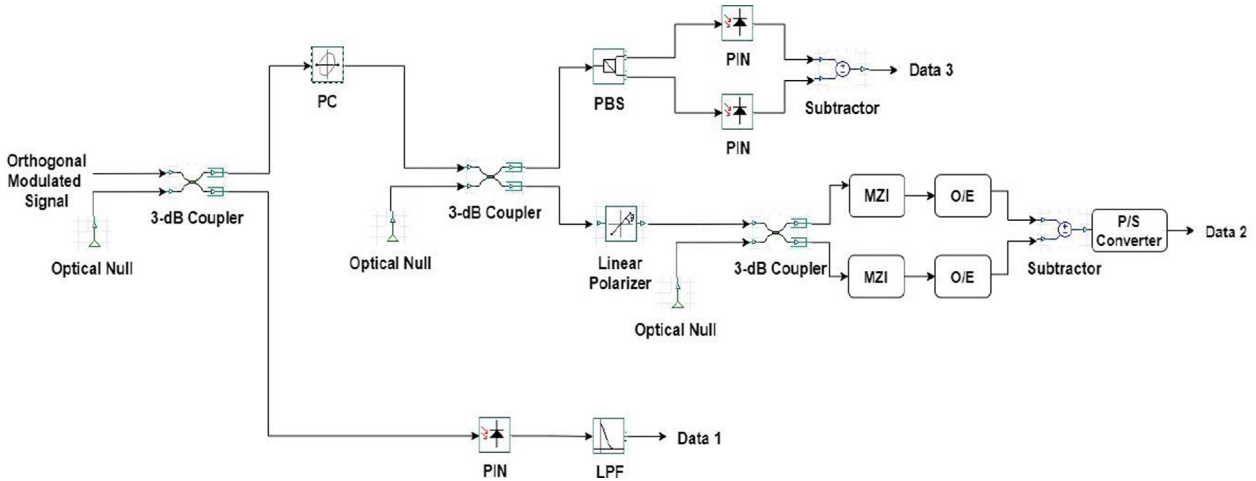 PC
PBS
PIN
PIN
Subtractor
Data 3
Orthogonal
Modulated
Signal
3-dB Coupler
Optical Null
3-dB Coupler
Optical Null
Linear
Polarizer
3-dB Coupler
Optical Null
MZI
O/E
MZI
O/E
Subtractor
P/S
Converter
Data 2
PIN
LPF
Data 1